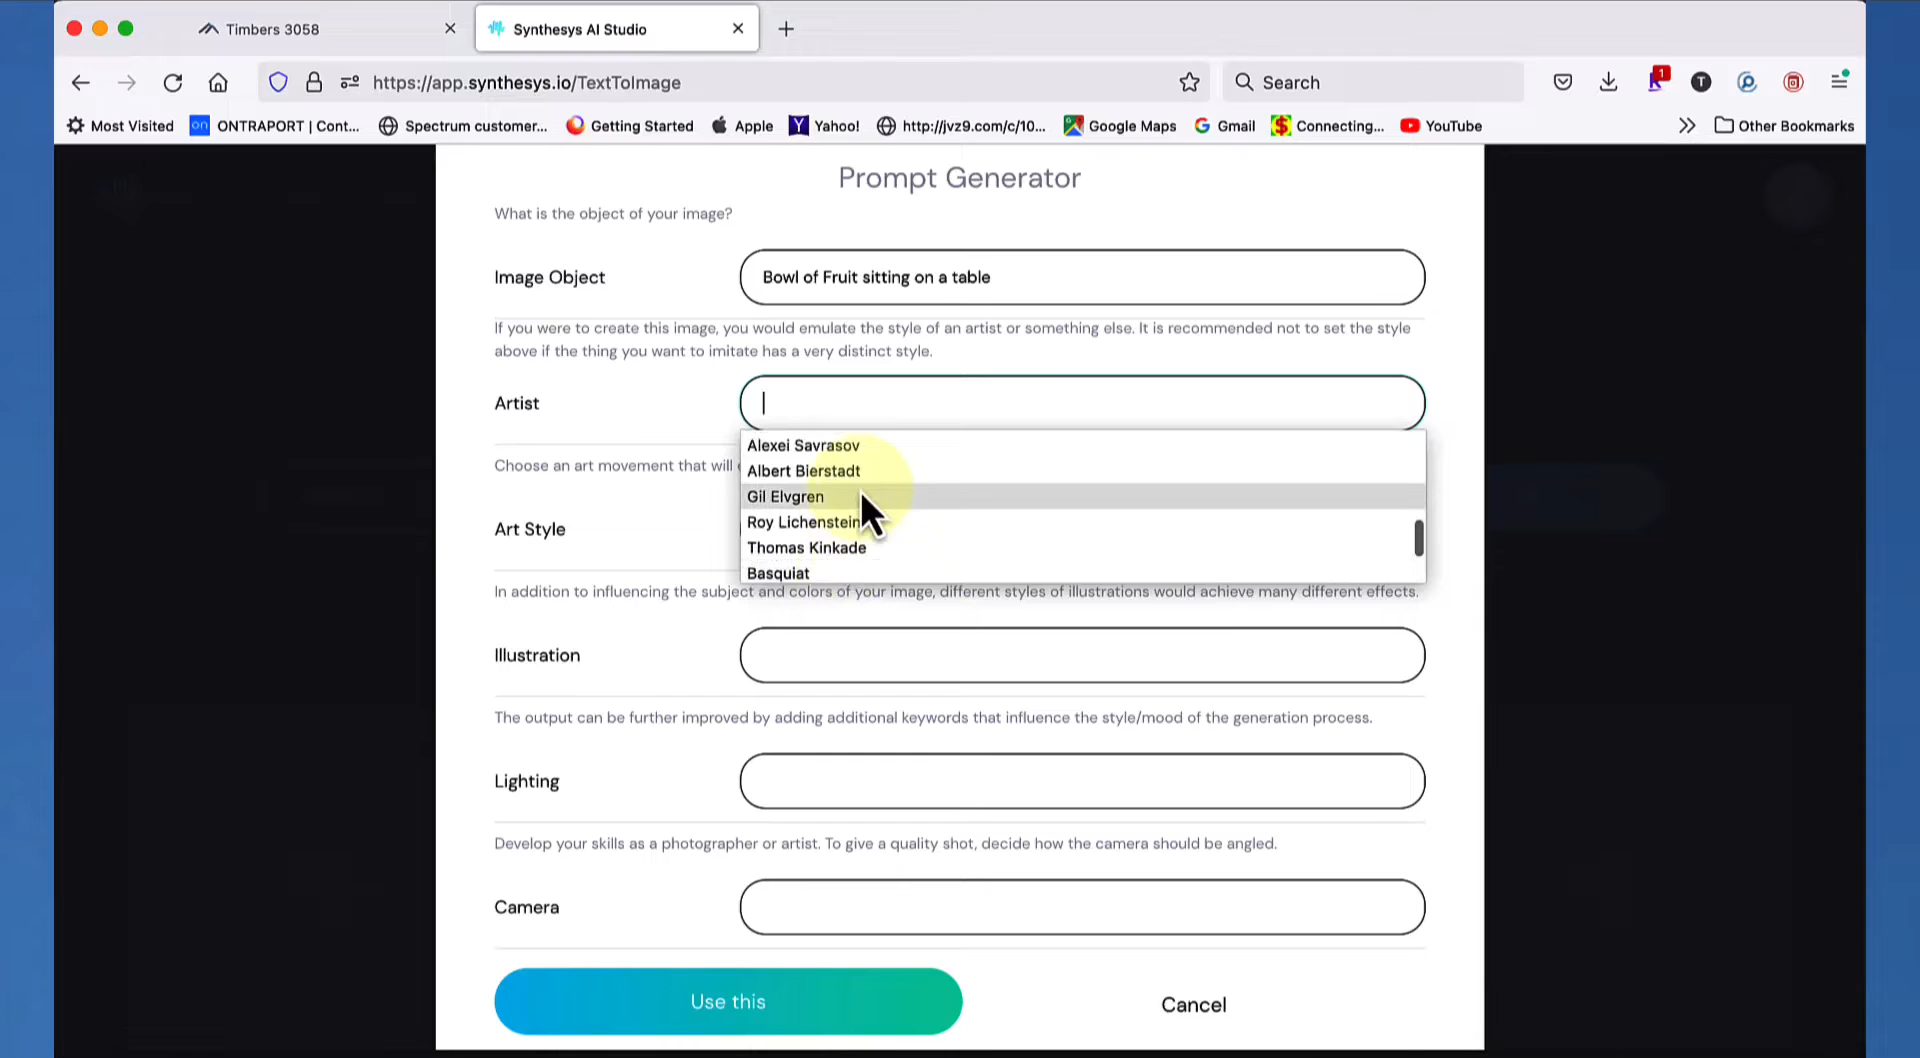 Timbers 3058
Synthesys AI Studio
https://app.synthesys.io/TextToImage
Search
1
T
Most Visited
on ONTRAPORT | Cont...
Spectrum customer...
Getting Started
Apple
Y Yahoo!
http://jvz9.com/c/10...
Google Maps
G Gmail
$ Connecting...
YouTube
Other Bookmarks
Prompt Generator
What is the object of your image?
Image Object
Bowl of Fruit sitting on a table
If you were to create this image, you would emulate the style of an artist or something else. It is recommended not to set the style
above if the thing you want to imitate has a very distinct style.
Artist
Alexei Savrasov
Choose an art movement that will
Albert Bierstadt
Gil Elvgren
Roy Lichenstein
Art Style
Thomas Kinkade
Basquiat
In addition to influencing the subject and colors of your image, different styles of illustrations would achieve many different effects.
Illustration
The output can be further improved by adding additional keywords that influence the style/mood of the generation process.
Lighting
Develop your skills as a photographer or artist. To give a quality shot, decide how the camera should be angled.
Camera
Use this
Cancel